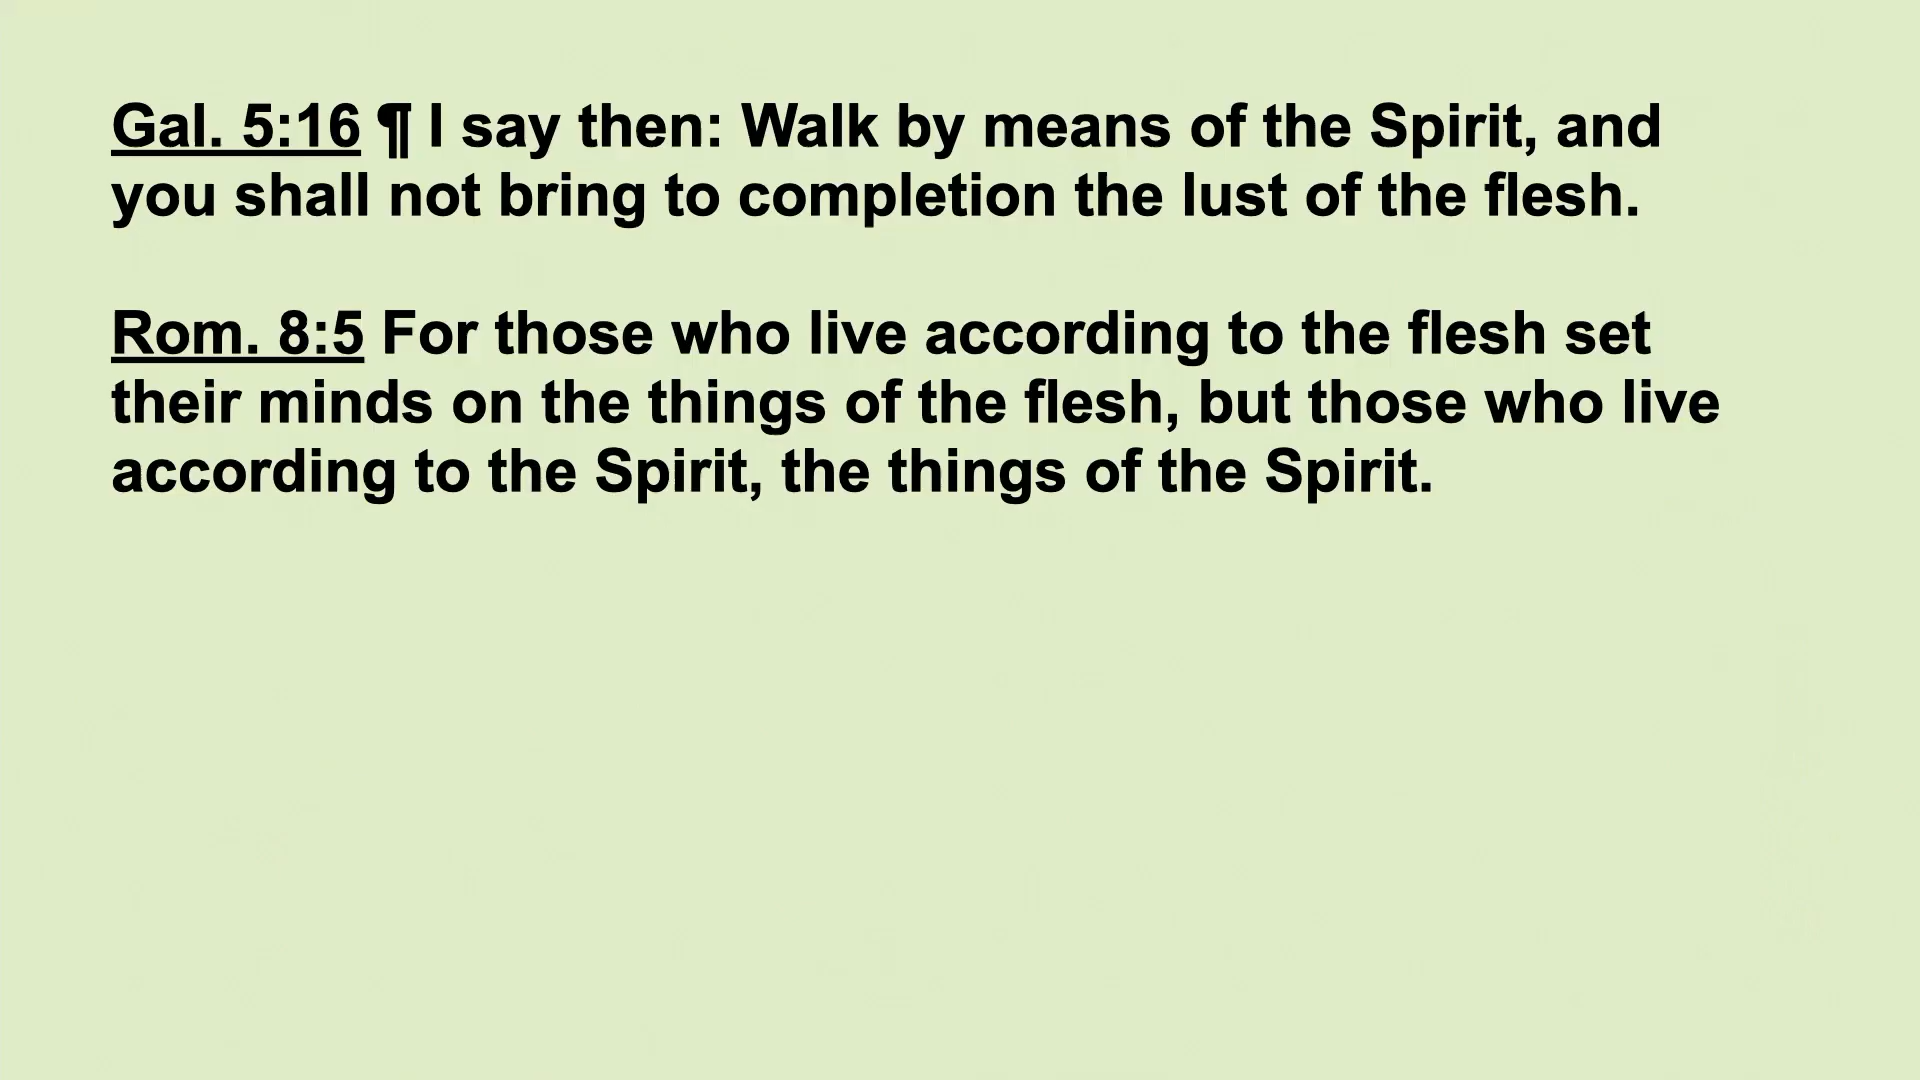 Gal. 5:16 ¶ I say then: Walk by means of the Spirit, and
you shall not bring to completion the lust of the flesh.
Rom. 8:5 For those who live according to the flesh set
their minds on the things of the flesh, but those who live
according to the Spirit, the things of the Spirit.